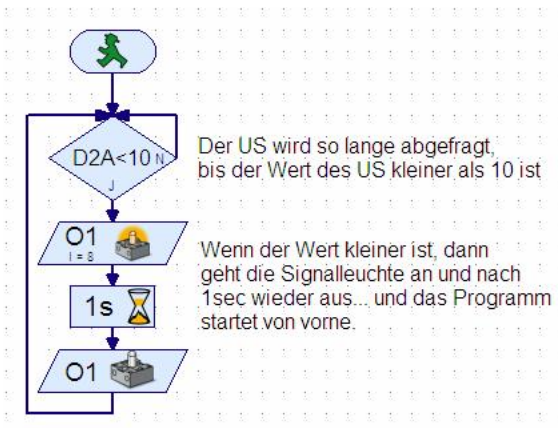 D2A<10 N
J
Der US wird so lange abgefragt,
bis der Wert des US kleiner als 10 ist
O1
I = 8
Wenn der Wert kleiner ist, dann
geht die Signalleuchte an und nach
1sec wieder aus... und das Programm
startet von vorne.
1s
O1